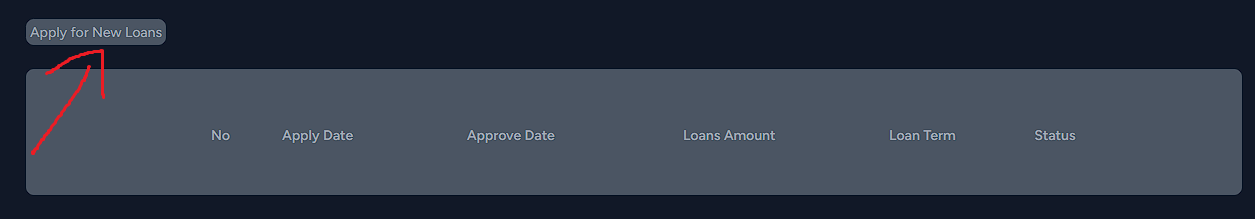 Apply for New Loans
No Apply Date Approve Date Loans Amount Loan Term Status